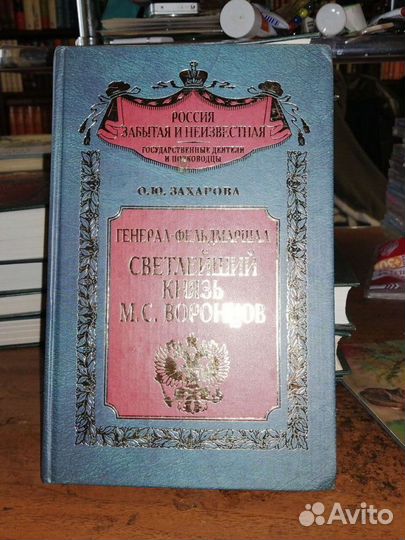 РОССИЯ
ЗАБЫТАЯ И НЕИЗВЕСТНАЯ
ГОСУДАРСТВЕННЫЕ ДЕЯТЕЛИ
И ПОЛКОВОДЦЫ
О.Ю. ЗАХАРОВА
ГЕНЕРАЛ-ФЕЛЬДМАРШАЛ
СВЕТЛЕЙШИЙ
КНЯЗЬ
М.С. ВОРОНЦОВ
Avito